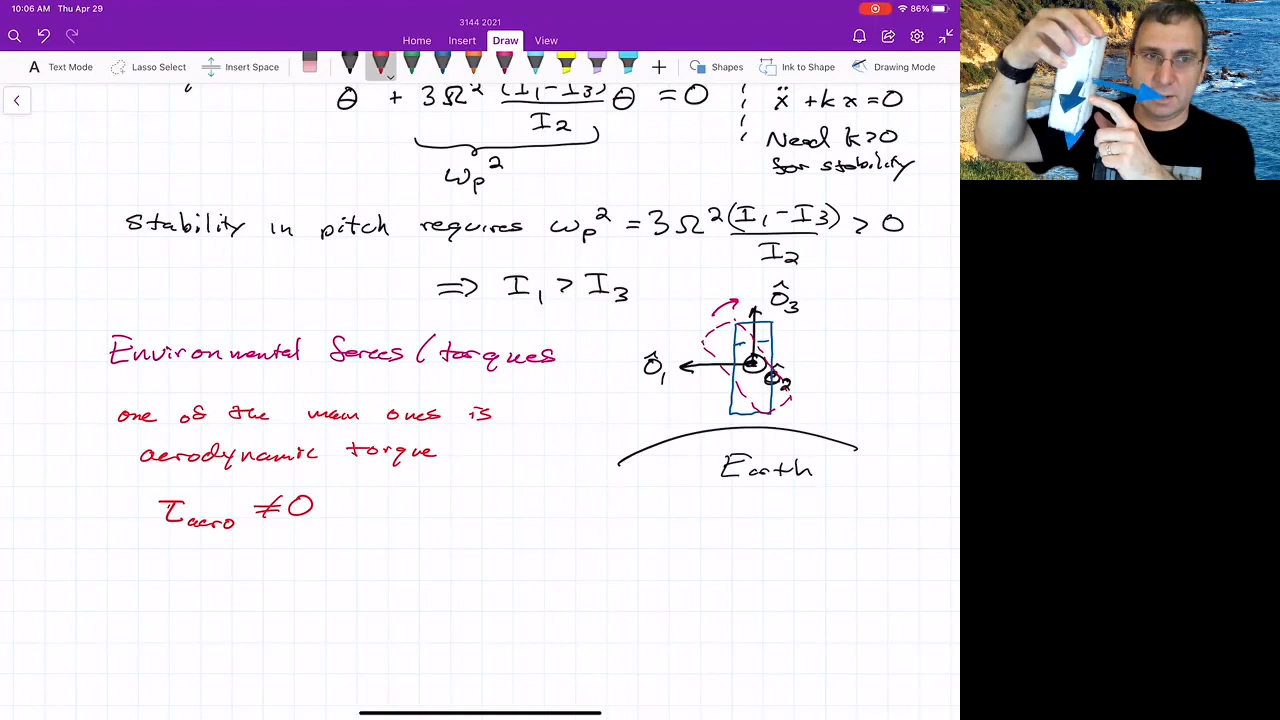 10:06 AM Thu Apr 29
86%
3144 2021
Home Insert Draw View
Text Mode Lasso Select Insert Space Shapes Ink to Shape Drawing Mode
θ + 3Ω² (I₁-I₃)/I₂ θ = 0
ωₚ²
ẍ + k x = 0
Need k>0
for stability
Stability in pitch requires ωₚ² = 3Ω² (I₁-I₃)/I₂ > 0
⟹ I₁ > I₃
Environmental forces/torques
one of the main ones is
aerodynamic torque
τaero ≠ 0
ô₃
ô₁
ô₂
Earth